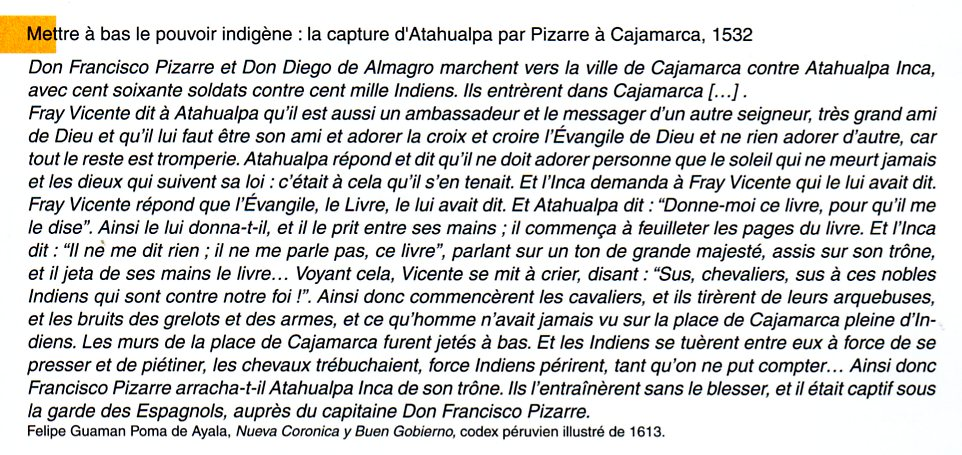 Mettre à bas le pouvoir indigène : la capture d'Atahualpa par Pizarre à Cajamarca, 1532
Don Francisco Pizarre et Don Diego de Almagro marchent vers la ville de Cajamarca contre Atahualpa Inca,
avec cent soixante soldats contre cent mille Indiens. Ils entrèrent dans Cajamarca [...] .
Fray Vicente dit à Atahualpa qu'il est aussi un ambassadeur et le messager d'un autre seigneur, très grand ami
de Dieu et qu'il lui faut être son ami et adorer la croix et croire l'Évangile de Dieu et ne rien adorer d'autre, car
tout le reste est tromperie. Atahualpa répond et dit qu'il ne doit adorer personne que le soleil qui ne meurt jamais
et les dieux qui suivent sa loi : c'était à cela qu'il s'en tenait. Et l'Inca demanda à Fray Vicente qui le lui avait dit.
Fray Vicente répond que l'Évangile, le Livre, le lui avait dit. Et Atahualpa dit : “Donne-moi ce livre, pour qu'il me
le dise”. Ainsi le lui donna-t-il, et il le prit entre ses mains ; il commença à feuilleter les pages du livre. Et l'Inca
dit : “Il ne me dit rien ; il ne me parle pas, ce livre”, parlant sur un ton de grande majesté, assis sur son trône,
et il jeta de ses mains le livre... Voyant cela, Vicente se mit à crier, disant : “Sus, chevaliers, sus à ces nobles
Indiens qui sont contre notre foi !”. Ainsi donc commencèrent les cavaliers, et ils tirèrent de leurs arquebuses,
et les bruits des grelots et des armes, et ce qu'homme n'avait jamais vu sur la place de Cajamarca pleine d'In-
diens. Les murs de la place de Cajamarca furent jetés à bas. Et les Indiens se tuèrent entre eux à force de se
presser et de piétiner, les chevaux trébuchaient, force Indiens périrent, tant qu'on ne put compter... Ainsi donc
Francisco Pizarre arracha-t-il Atahualpa Inca de son trône. Ils l'entraînèrent sans le blesser, et il était captif sous
la garde des Espagnols, auprès du capitaine Don Francisco Pizarre.
Felipe Guaman Poma de Ayala, Nueva Coronica y Buen Gobierno, codex péruvien illustré de 1613.